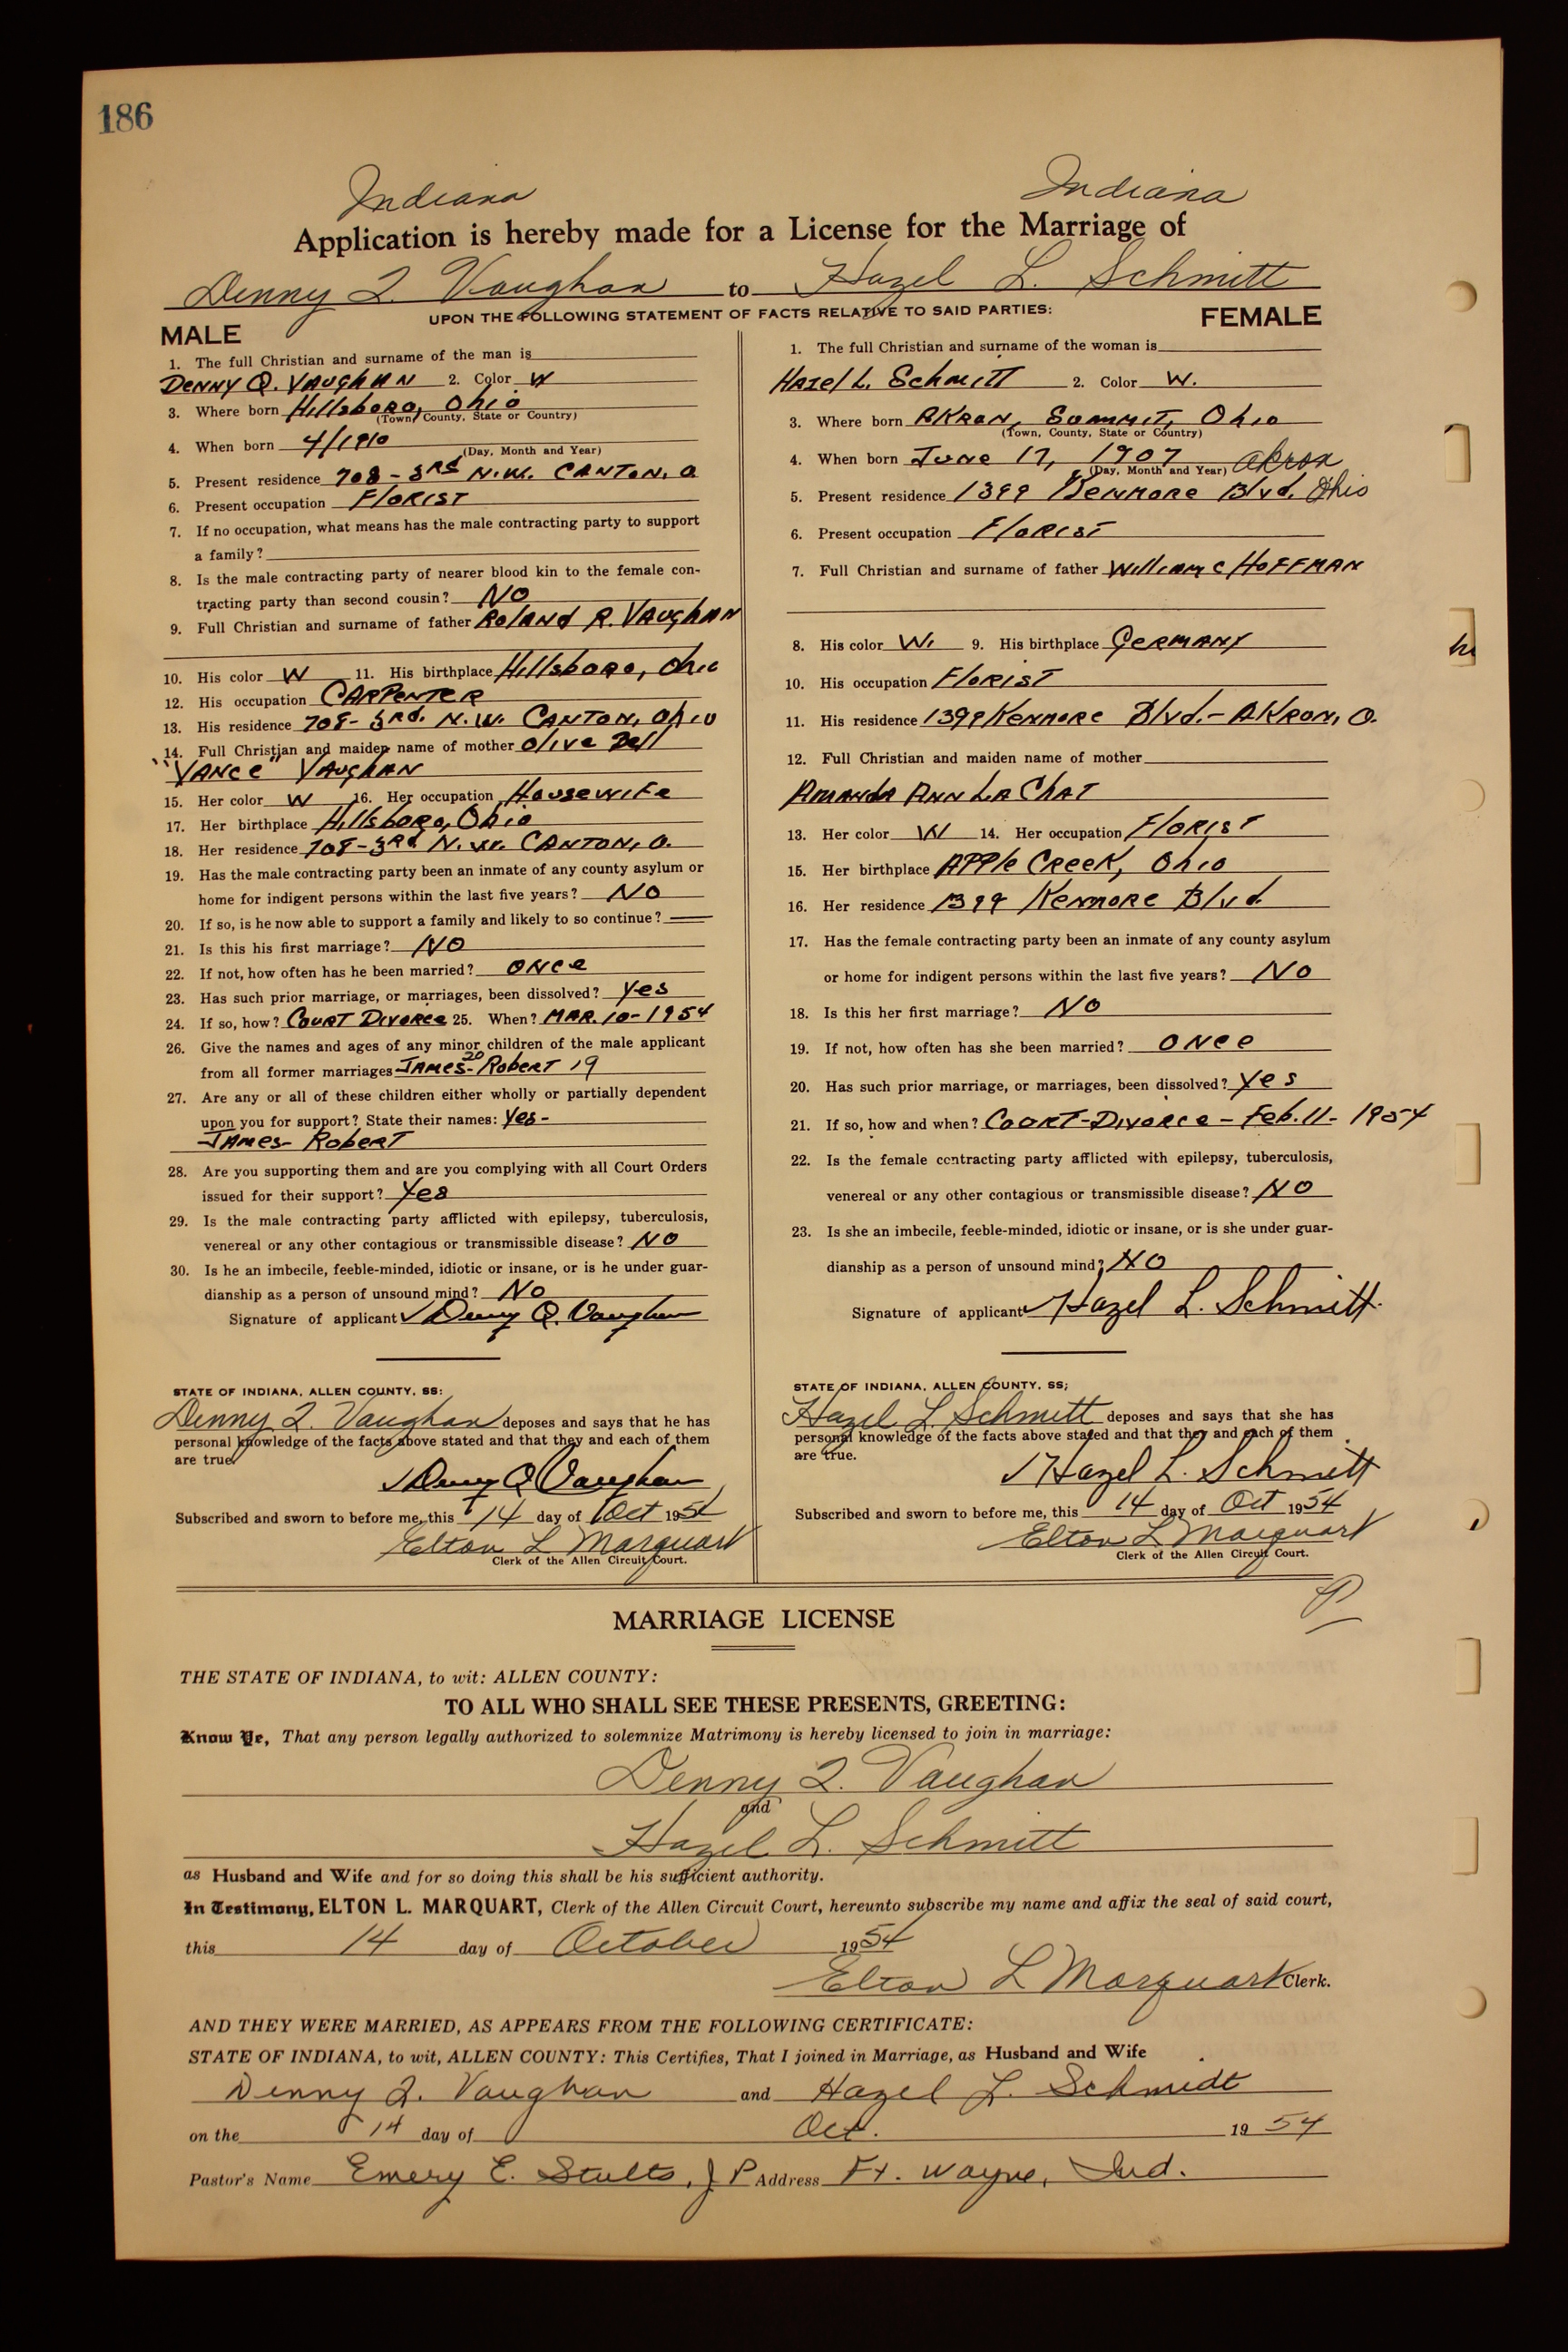 186
Indiana Indiana
Application is hereby made for a License for the Marriage of
Denny Q. Vaughan to Hazel L. Schmitt
UPON THE FOLLOWING STATEMENT OF FACTS RELATIVE TO SAID PARTIES:
MALE
1. The full Christian and surname of the man is
Denny Q. Vaughan 2. Color W
3. Where born Hillsboro, Ohio
(Town, County, State or Country)
4. When born 4/1910
(Day, Month and Year)
5. Present residence 708 - 3rd N.W. Canton, O
6. Present occupation Florist
7. If no occupation, what means has the male contracting party to support
a family?
8. Is the male contracting party of nearer blood kin to the female con-
tracting party than second cousin? No
9. Full Christian and surname of father Roland R. Vaughan
10. His color W 11. His birthplace Hillsboro, Ohio
12. His occupation Carpenter
13. His residence 708 - 3rd. N.W. Canton, Ohio
14. Full Christian and maiden name of mother Olive Bell
"Vance" Vaughan
15. Her color W 16. Her occupation Housewife
17. Her birthplace Hillsboro, Ohio
18. Her residence 708 - 3rd N.W. Canton, O.
19. Has the male contracting party been an inmate of any county asylum or
home for indigent persons within the last five years? No
20. If so, is he now able to support a family and likely to so continue? —
21. Is this his first marriage? No
22. If not, how often has he been married? Once
23. Has such prior marriage, or marriages, been dissolved? Yes
24. If so, how? Court Divorce 25. When? Mar. 10 - 1954
26. Give the names and ages of any minor children of the male applicant
from all former marriages James - 20 Robert 19
27. Are any or all of these children either wholly or partially dependent
upon you for support? State their names: Yes -
James - Robert
28. Are you supporting them and are you complying with all Court Orders
issued for their support? Yes
29. Is the male contracting party afflicted with epilepsy, tuberculosis,
venereal or any other contagious or transmissible disease? No
30. Is he an imbecile, feeble-minded, idiotic or insane, or is he under guar-
dianship as a person of unsound mind? No
Signature of applicant ✓ Denny Q. Vaughan
STATE OF INDIANA, ALLEN COUNTY, SS:
Denny Q. Vaughan deposes and says that he has
personal knowledge of the facts above stated and that they and each of them
are true.
✓ Denny Q Vaughan
Subscribed and sworn to before me, this 14 day of Oct 1954
Elton L Marquart
Clerk of the Allen Circuit Court.
FEMALE
1. The full Christian and surname of the woman is
Hazel L. Schmitt 2. Color W.
3. Where born Akron, Summit, Ohio
(Town, County, State or Country)
4. When born June 17, 1907
(Day, Month and Year) Akron
5. Present residence 1399 Kenmore Blvd. Ohio
6. Present occupation Florist
7. Full Christian and surname of father William C Hoffman
8. His color W. 9. His birthplace Germany
10. His occupation Florist
11. His residence 1399 Kenmore Blvd. - Akron, O.
12. Full Christian and maiden name of mother
Amanda Ann La Chat
13. Her color W 14. Her occupation Florist
15. Her birthplace Apple Creek, Ohio
16. Her residence 1399 Kenmore Blvd
17. Has the female contracting party been an inmate of any county asylum
or home for indigent persons within the last five years? No
18. Is this her first marriage? No
19. If not, how often has she been married? Once
20. Has such prior marriage, or marriages, been dissolved? Yes
21. If so, how and when? Court - Divorce - Feb. 11 - 1954
22. Is the female contracting party afflicted with epilepsy, tuberculosis,
venereal or any other contagious or transmissible disease? No
23. Is she an imbecile, feeble-minded, idiotic or insane, or is she under guar-
dianship as a person of unsound mind? No
Signature of applicant ✓ Hazel L. Schmitt.
STATE OF INDIANA, ALLEN COUNTY, SS;
Hazel L. Schmitt deposes and says that she has
personal knowledge of the facts above stated and that they and each of them
are true.
✓ Hazel L. Schmitt
Subscribed and sworn to before me, this 14 day of Oct 1954
Elton L Marquart
Clerk of the Allen Circuit Court.
MARRIAGE LICENSE
THE STATE OF INDIANA, to wit: ALLEN COUNTY:
TO ALL WHO SHALL SEE THESE PRESENTS, GREETING:
Know Ye, That any person legally authorized to solemnize Matrimony is hereby licensed to join in marriage:
Denny Q. Vaughan
and
Hazel L. Schmitt
as Husband and Wife and for so doing this shall be his sufficient authority.
In Testimony, ELTON L. MARQUART, Clerk of the Allen Circuit Court, hereunto subscribe my name and affix the seal of said court,
this 14 day of October 1954
Elton L Marquart Clerk.
AND THEY WERE MARRIED, AS APPEARS FROM THE FOLLOWING CERTIFICATE:
STATE OF INDIANA, to wit, ALLEN COUNTY: This Certifies, That I joined in Marriage, as Husband and Wife
Denny Q. Vaughan and Hazel L. Schmidt
on the 14 day of Oct. 1954
Pastor's Name Emery E. Stults, J P Address Ft. Wayne, Ind.